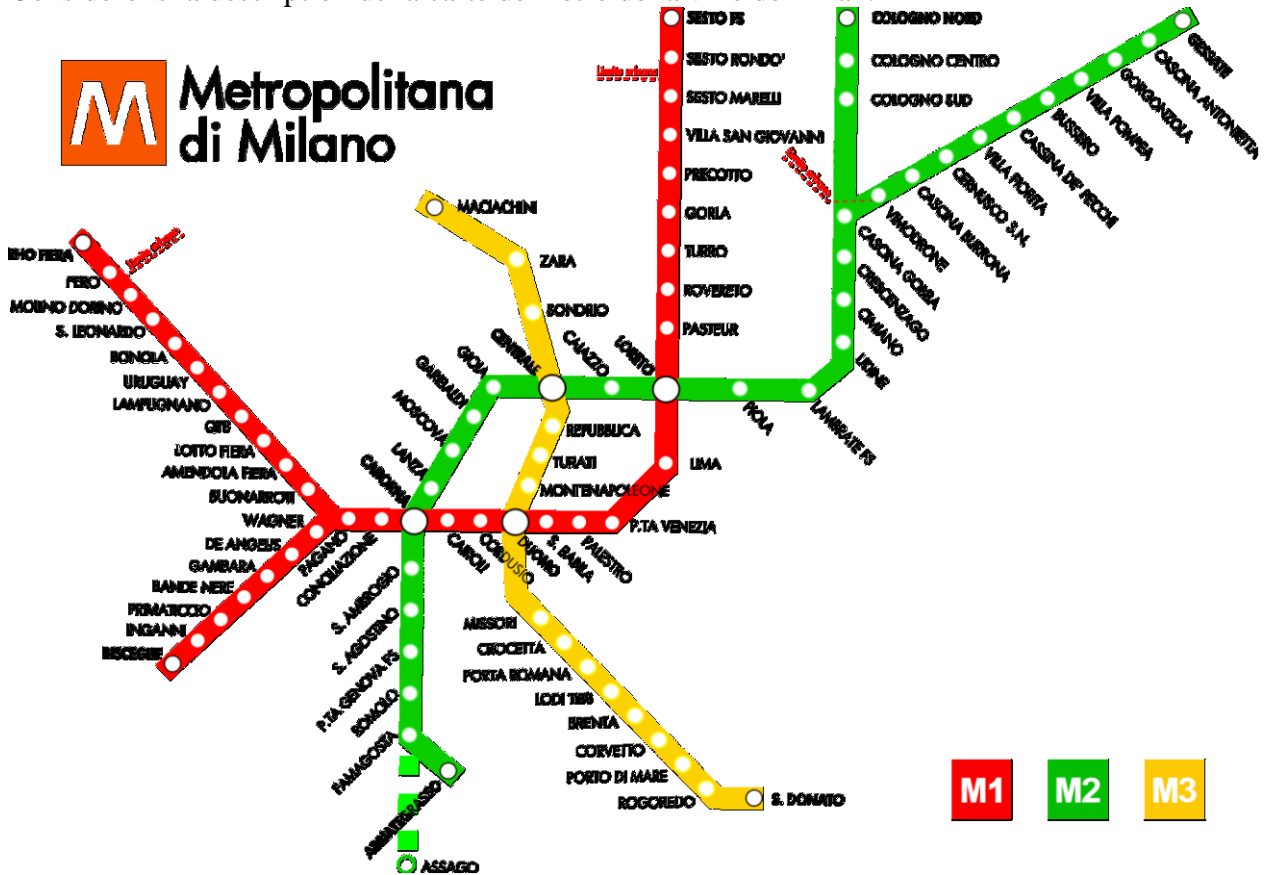 Metropolitana
di Milano
SESTO FS
SESTO RONDO'
SESTO MARELLI
VILLA SAN GIOVANNI
PRECOTTO
GORLA
TURRO
ROVERETO
PASTEUR
LORETO
LIMA
P.TA VENEZIA
PALESTRO
S. BABILA
DUOMO
CORDUSIO
CAIROLI
CADORNA
CONCILIAZIONE
PAGANO
COLOGNO NORD
COLOGNO CENTRO
COLOGNO SUD
GESSATE
CASCINA ANTONIETTA
GORGONZOLA
VILLA POMPEA
BUSSERO
CASSINA DE' PECCHI
VILLA FIORITA
CERNUSCO S.N.
CASCINA BURRONA
VIMODRONE
CASCINA GOBBA
CRESCENZAGO
CIMIANO
UDINE
LAMBRATE FS
PIOLA
CAIAZZO
CENTRALE
GIOIA
GARIBALDI
MOSCOVA
LANZA
S. AMBROGIO
S. AGOSTINO
P.TA GENOVA FS
ROMOLO
FAMAGOSTA
ABBIATEGRASSO
ASSAGO
MACIACHINI
ZARA
SONDRIO
REPUBBLICA
TURATI
MONTENAPOLEONE
MISSORI
CROCETTA
PORTA ROMANA
LODI TIBB
BRENTA
CORVETTO
PORTO DI MARE
ROGOREDO
S. DONATO
RHO FIERA
PERO
MOLINO DORINO
S. LEONARDO
BONOLA
URUGUAY
LAMPUGNANO
QT8
LOTTO FIERA
AMENDOLA FIERA
BUONARROTI
WAGNER
DE ANGELIS
GAMBARA
BANDE NERE
PRIMATICCIO
INGANNI
BISCEGLIE
M1
M2
M3